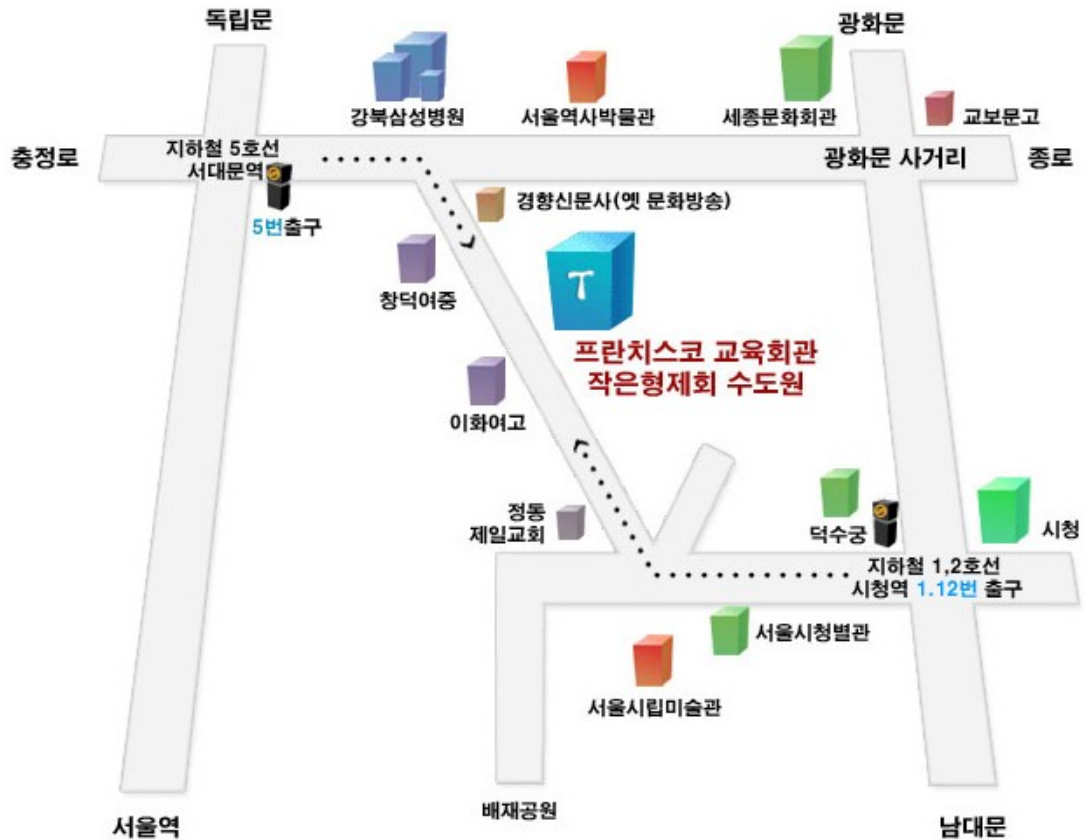 독립문
광화문
강북삼성병원
서울역사박물관
세종문화회관
교보문고
충정로
지하철 5호선
서대문역
광화문 사거리
종로
5번출구
경향신문사(옛 문화방송)
창덕여중
T
프란치스코 교육회관
작은형제회 수도원
이화여고
정동
제일교회
덕수궁
시청
지하철 1,2호선
시청역 1.12번 출구
서울시청별관
서울시립미술관
배재공원
서울역
남대문